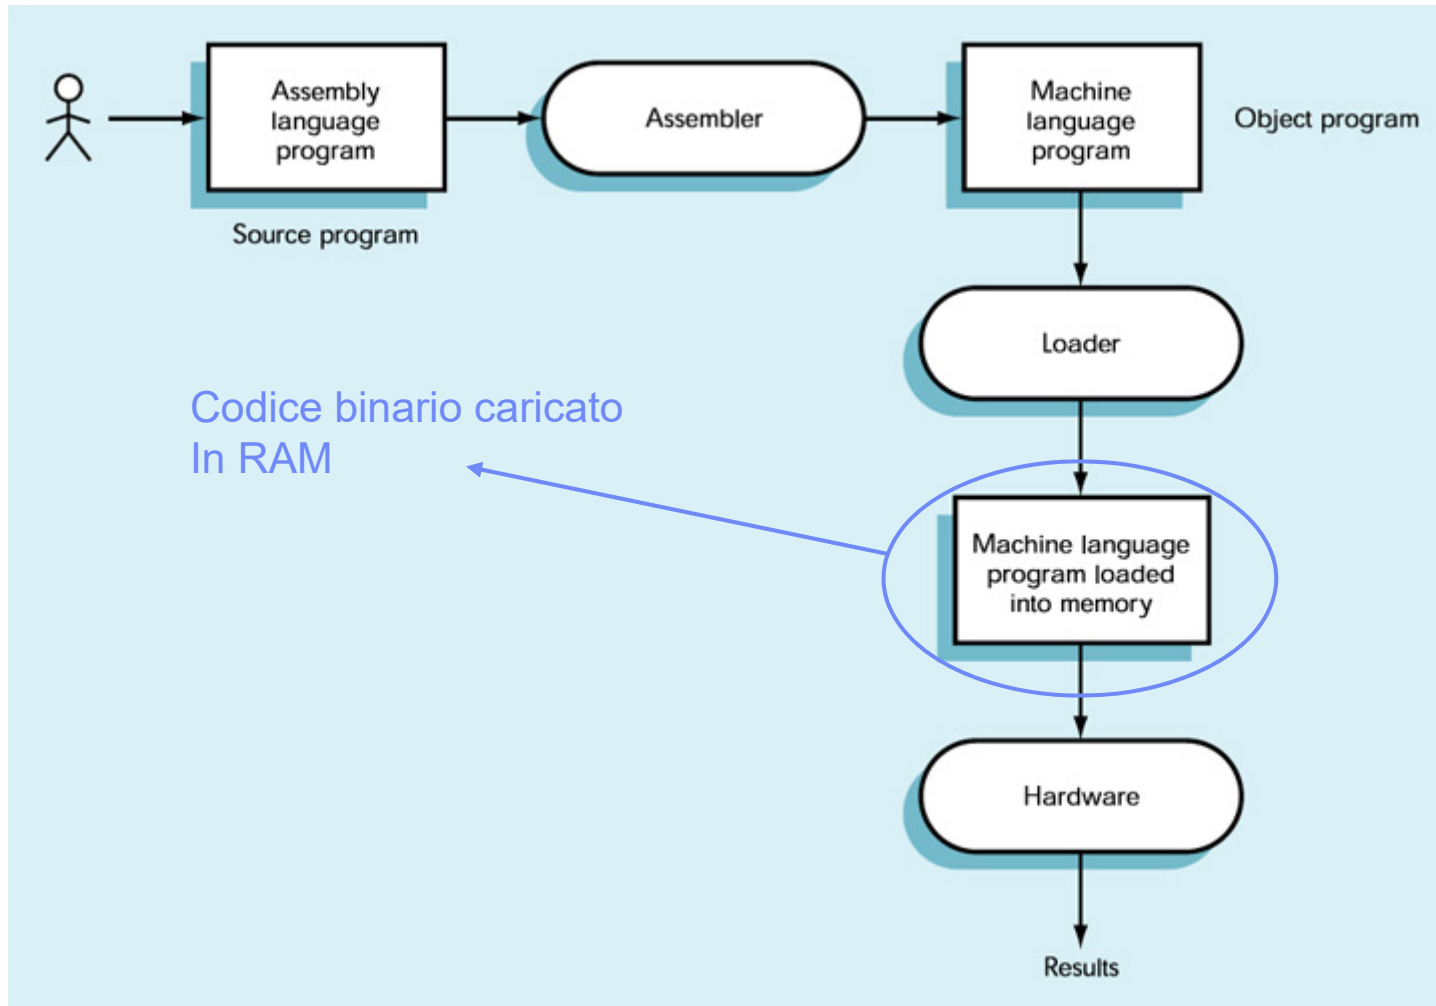 Assembly
language
program
Source program
Assembler
Machine
language
program
Object program
Loader
Codice binario caricato
In RAM
Machine language
program loaded
into memory
Hardware
Results